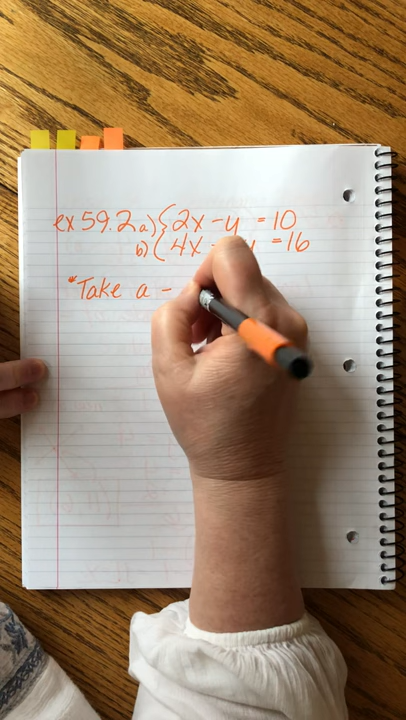 ex 59.2 a) { 2x - y = 10
b) ( 4x - y = 16
*Take a -